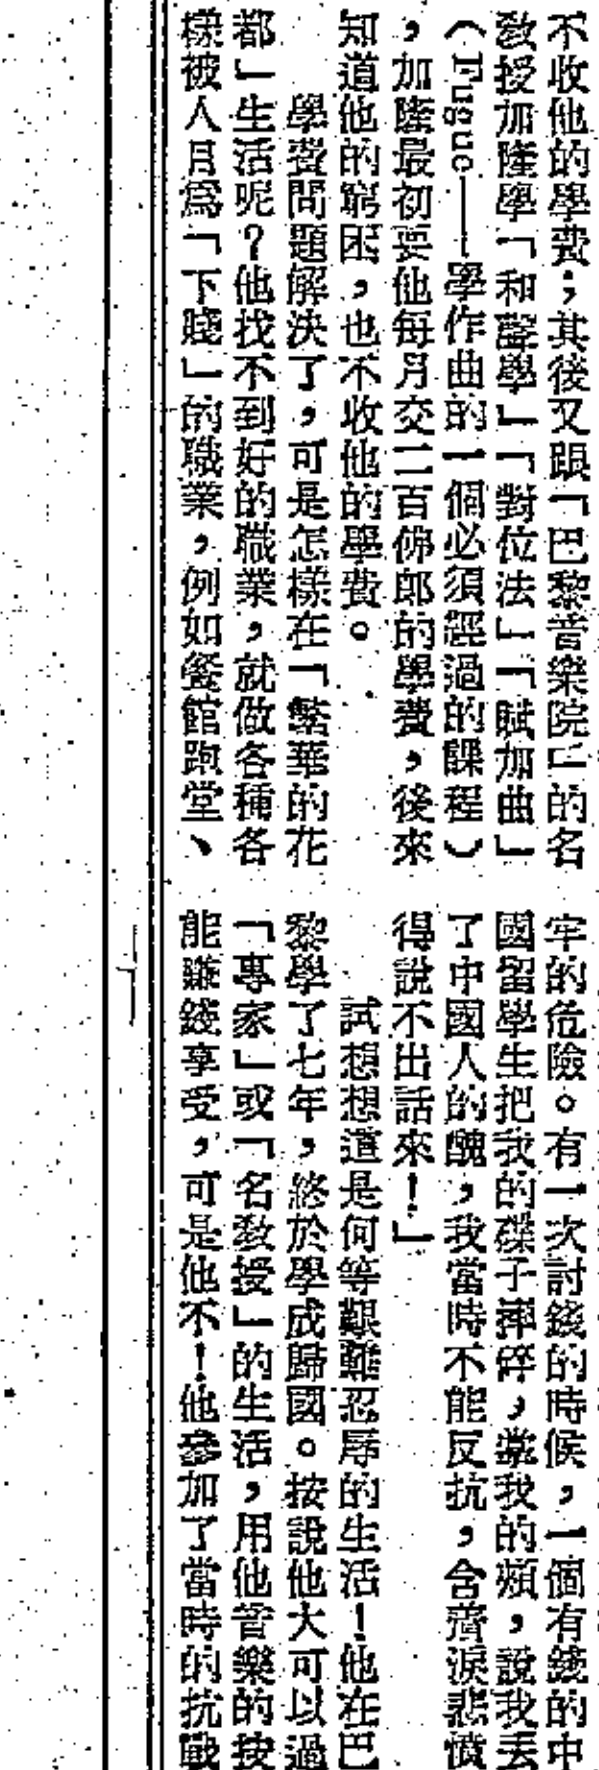 不收他的學費；其後又跟「巴黎音樂院」的名
敎授加隆學「和聲學」「對位法」「賦加曲」
（Fugue——學作曲的一個必須經過的課程）
，加隆最初要他每月交二百佛郎的學費，後來
知道他的窮困，也不收他的學費。
學費問題解決了，可是怎樣在「繁華的花
都」生活呢？他找不到好的職業，就做各種各
樣被人目爲「下賤」的職業，例如餐館跑堂、
牢的危險。有一次討錢的時候，一個有錢的中
國留學生把我的碟子摔碎，掌我的頰，說我丟
了中國人的醜，我當時不能反抗，含着淚悲憤
得說不出話來！」
試想想這是何等艱難忍辱的生活！他在巴
黎學了七年，終於學成歸國。按說他大可以過
「專家」或「名敎授」的生活，用他音樂的技
能賺錢享受，可是他不！他參加了當時的抗戰